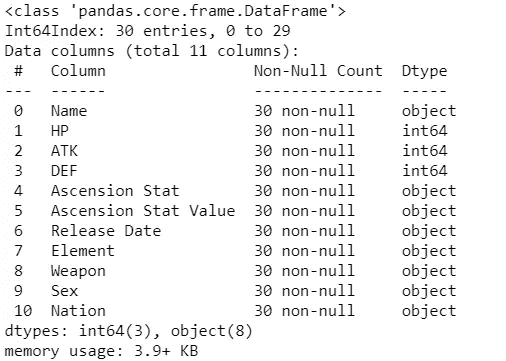 <class 'pandas.core.frame.DataFrame'>
Int64Index: 30 entries, 0 to 29
Data columns (total 11 columns):
 #   Column               Non-Null Count  Dtype
---  ------               --------------  -----
 0   Name                 30 non-null     object
 1   HP                   30 non-null     int64
 2   ATK                  30 non-null     int64
 3   DEF                  30 non-null     int64
 4   Ascension Stat       30 non-null     object
 5   Ascension Stat Value 30 non-null     object
 6   Release Date         30 non-null     object
 7   Element              30 non-null     object
 8   Weapon               30 non-null     object
 9   Sex                  30 non-null     object
 10  Nation               30 non-null     object
dtypes: int64(3), object(8)
memory usage: 3.9+ KB